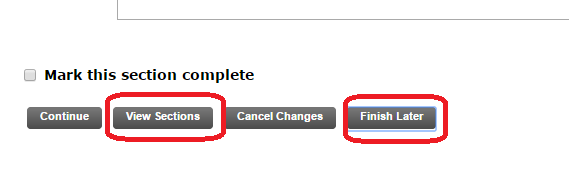 Mark this section complete
Continue View Sections Cancel Changes Finish Later